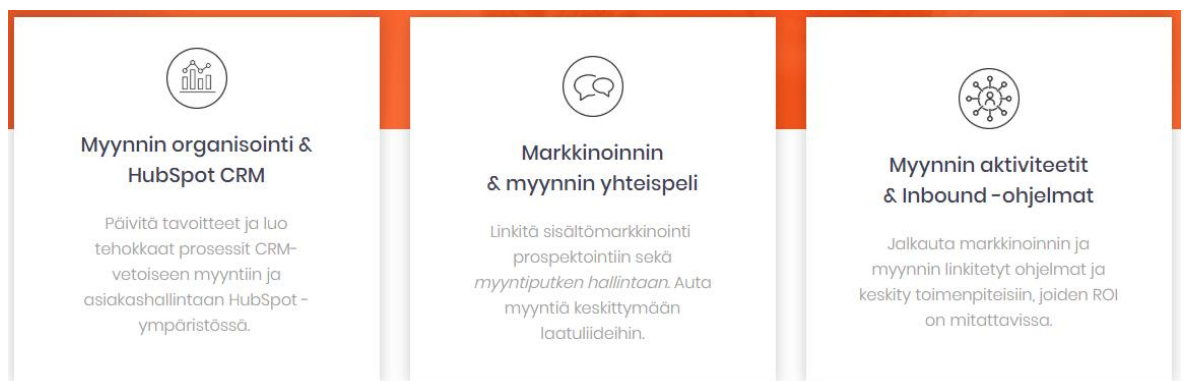 Myynnin organisointi &
HubSpot CRM
Päivitä tavoitteet ja luo
tehokkaat prosessit CRM-
vetoiseen myyntiin ja
asiakashallintaan HubSpot -
ympäristössä.
Markkinoinnin
& myynnin yhteispeli
Linkitä sisältömarkkinointi
prospektointiin sekä
myyntiputken hallintaan. Auta
myyntiä keskittymään
laatuliideihin.
Myynnin aktiviteetit
& Inbound -ohjelmat
Jalkauta markkinoinnin ja
myynnin linkitetyt ohjelmat ja
keskity toimenpiteisiin, joiden ROI
on mitattavissa.